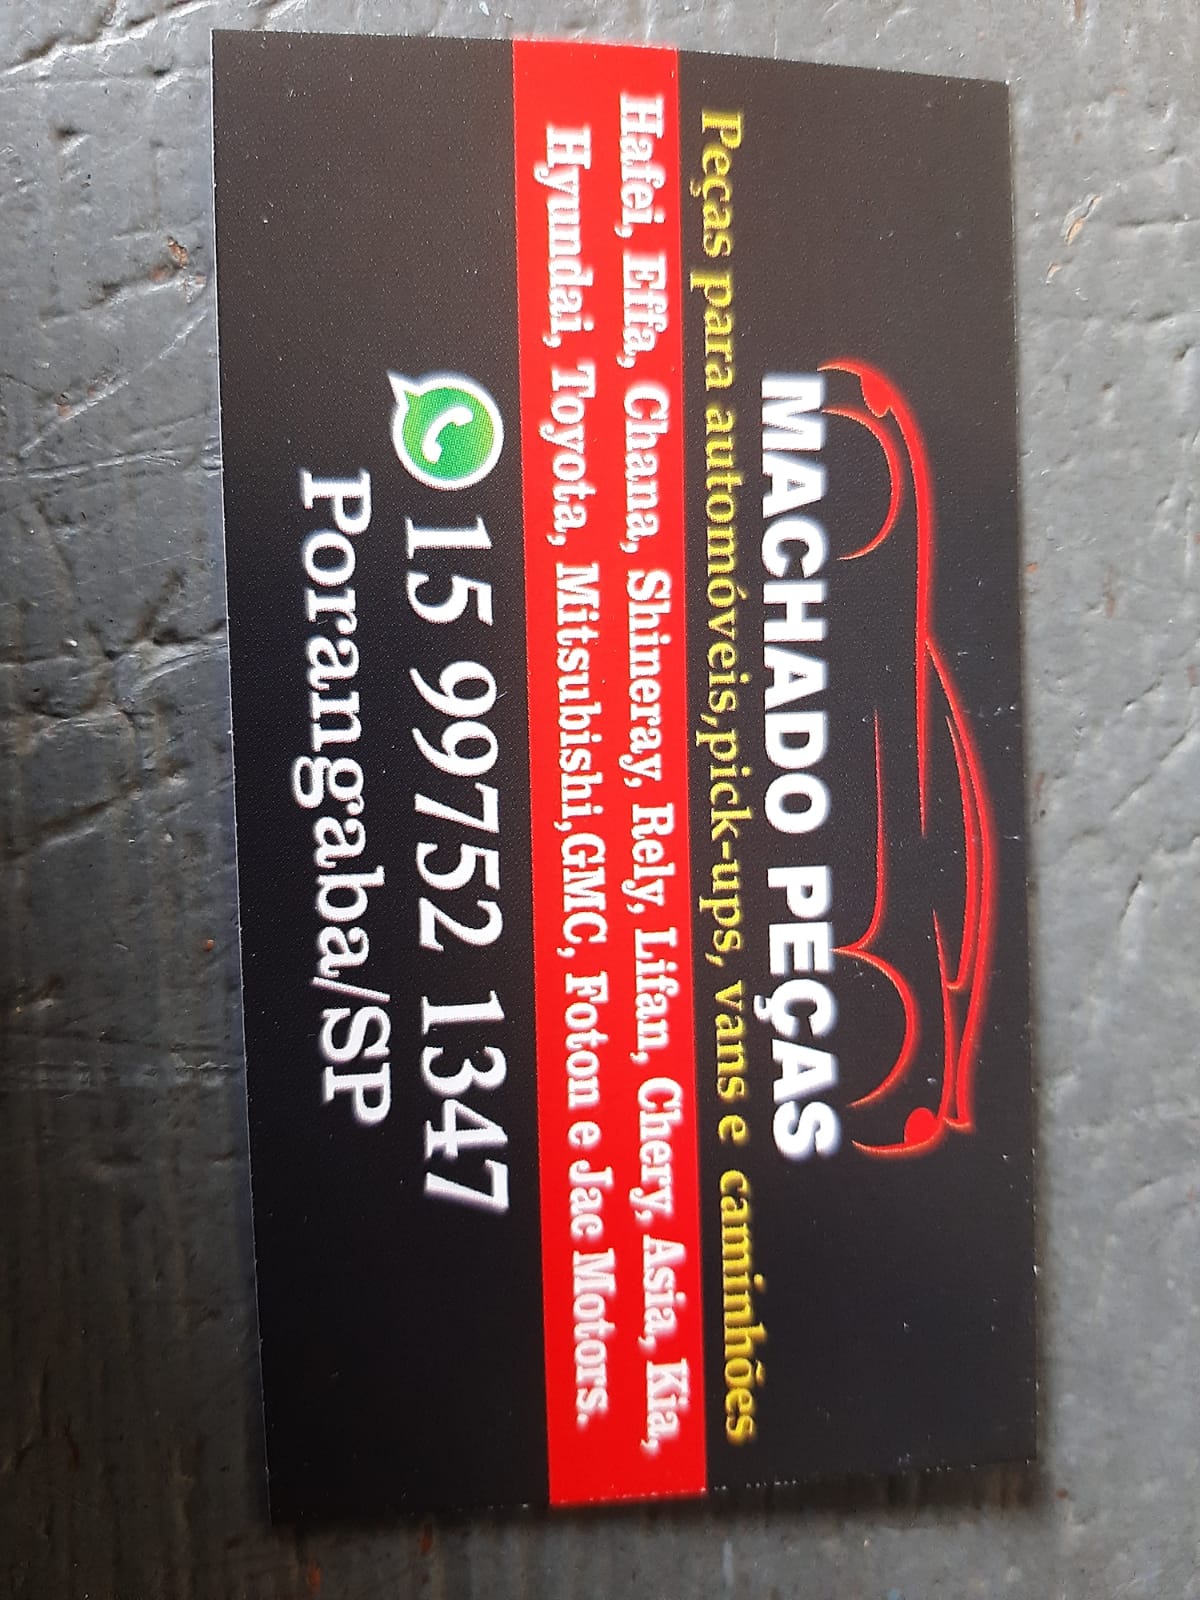 MACHADO PEÇAS
Peças para automóveis,pick-ups, vans e caminhões
Hafei, Effa, Chana, Shineray, Rely, Lifan, Chery, Asia, Kia,
Hyundai, Toyota, Mitsubishi,GMC, Foton e Jac Motors.
15 99752 1347
Porangaba/SP